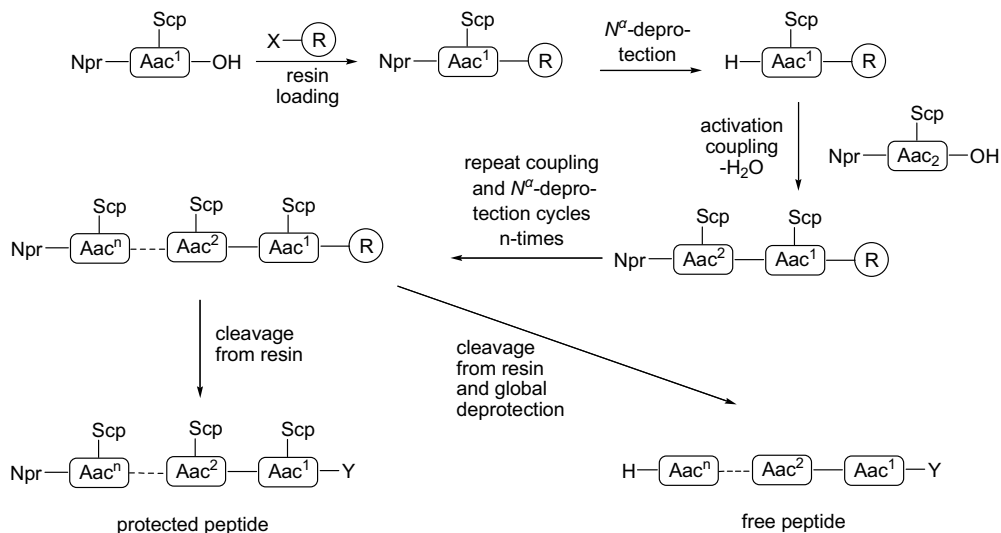 Scp
Npr Aac¹ OH
X R
resin
loading
Scp
Npr Aac¹ R
Nᵅ-depro-
tection
Scp
H Aac¹ R
activation
coupling
-H₂O
Scp
Npr Aac₂ OH
Scp Scp
Npr Aac² Aac¹ R
repeat coupling
and Nᵅ-depro-
tection cycles
n-times
Scp Scp Scp
Npr Aacⁿ Aac² Aac¹ R
cleavage
from resin
cleavage
from resin
and global
deprotection
Scp Scp Scp
Npr Aacⁿ Aac² Aac¹ Y
protected peptide
H Aacⁿ Aac² Aac¹ Y
free peptide